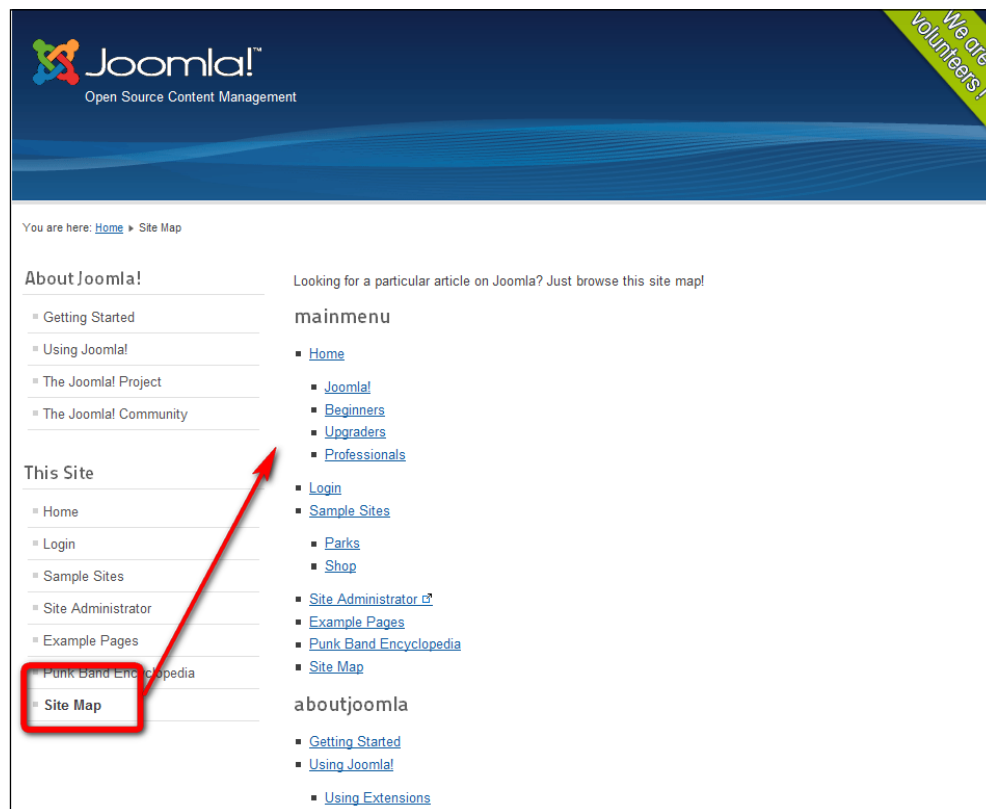 Joomla!™
Open Source Content Management
We are
volunteers !
You are here: Home ▸ Site Map
About Joomla!
Getting Started
Using Joomla!
The Joomla! Project
The Joomla! Community
This Site
Home
Login
Sample Sites
Site Administrator
Example Pages
Punk Band Encyclopedia
Site Map
Looking for a particular article on Joomla? Just browse this site map!
mainmenu
Home
Joomla!
Beginners
Upgraders
Professionals
Login
Sample Sites
Parks
Shop
Site Administrator
Example Pages
Punk Band Encyclopedia
Site Map
aboutjoomla
Getting Started
Using Joomla!
Using Extensions